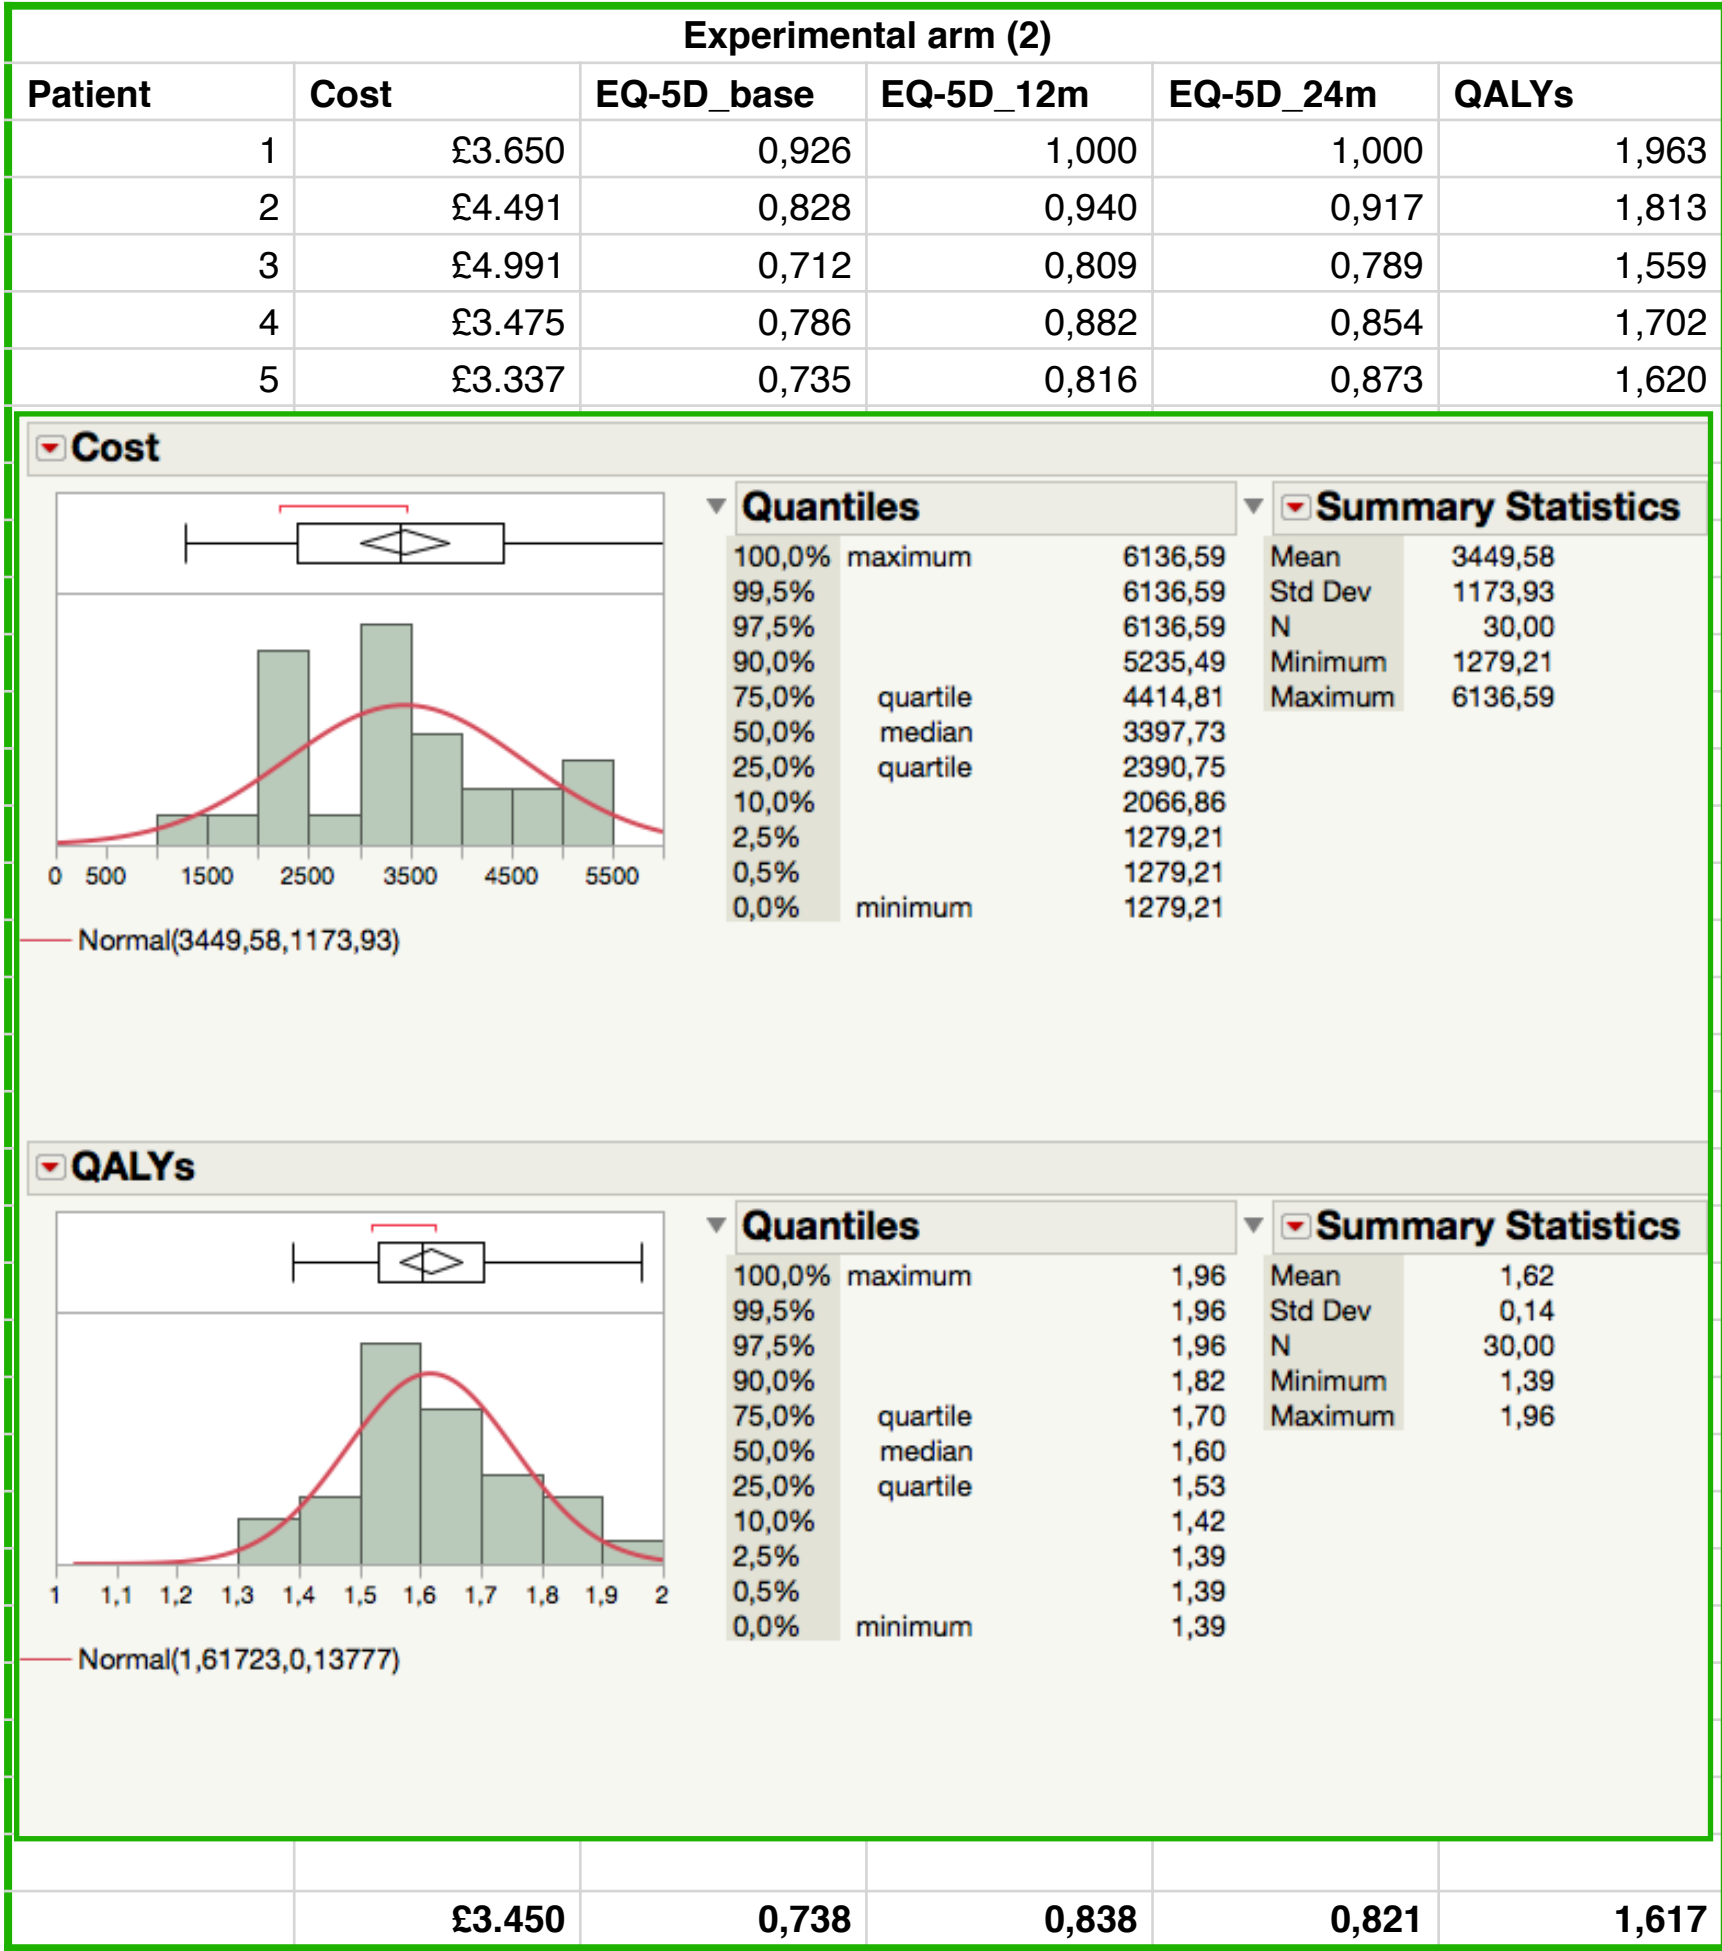 Experimental arm (2)
Patient Cost EQ-5D_base EQ-5D_12m EQ-5D_24m QALYs
1 £3.650 0,926 1,000 1,000 1,963
2 £4.491 0,828 0,940 0,917 1,813
3 £4.991 0,712 0,809 0,789 1,559
4 £3.475 0,786 0,882 0,854 1,702
5 £3.337 0,735 0,816 0,873 1,620
Cost
0 500 1500 2500 3500 4500 5500
Normal(3449,58,1173,93)
Quantiles
100,0% maximum 6136,59
99,5% 6136,59
97,5% 6136,59
90,0% 5235,49
75,0% quartile 4414,81
50,0% median 3397,73
25,0% quartile 2390,75
10,0% 2066,86
2,5% 1279,21
0,5% 1279,21
0,0% minimum 1279,21
Summary Statistics
Mean 3449,58
Std Dev 1173,93
N 30,00
Minimum 1279,21
Maximum 6136,59
QALYs
1 1,1 1,2 1,3 1,4 1,5 1,6 1,7 1,8 1,9 2
Normal(1,61723,0,13777)
Quantiles
100,0% maximum 1,96
99,5% 1,96
97,5% 1,96
90,0% 1,82
75,0% quartile 1,70
50,0% median 1,60
25,0% quartile 1,53
10,0% 1,42
2,5% 1,39
0,5% 1,39
0,0% minimum 1,39
Summary Statistics
Mean 1,62
Std Dev 0,14
N 30,00
Minimum 1,39
Maximum 1,96
£3.450 0,738 0,838 0,821 1,617